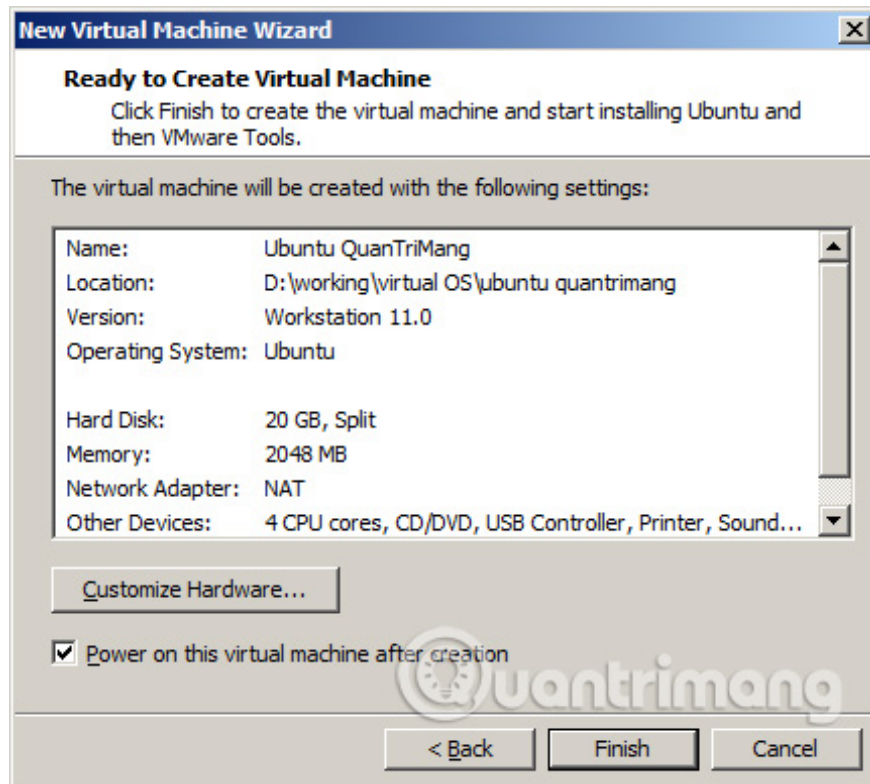 New Virtual Machine Wizard
Ready to Create Virtual Machine
Click Finish to create the virtual machine and start installing Ubuntu and
then VMware Tools.
The virtual machine will be created with the following settings:
Name: Ubuntu QuanTriMang
Location: D:\working\virtual OS\ubuntu quantrimang
Version: Workstation 11.0
Operating System: Ubuntu
Hard Disk: 20 GB, Split
Memory: 2048 MB
Network Adapter: NAT
Other Devices: 4 CPU cores, CD/DVD, USB Controller, Printer, Sound...
Customize Hardware...
Power on this virtual machine after creation
Quantrimang
< Back Finish Cancel